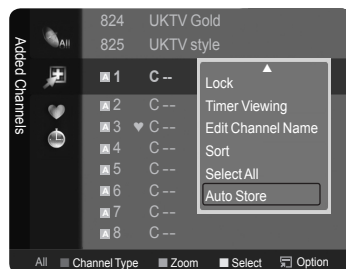 824 UKTV Gold
825 UKTV style
Added Channels
All
A 1 C --
A 2 C --
A 3 ♥ C --
A 4 C --
A 5 C --
A 6 C --
A 7 C --
A 8 C --
▲
Lock
Timer Viewing
Edit Channel Name
Sort
Select All
Auto Store
All Channel Type Zoom Select Option